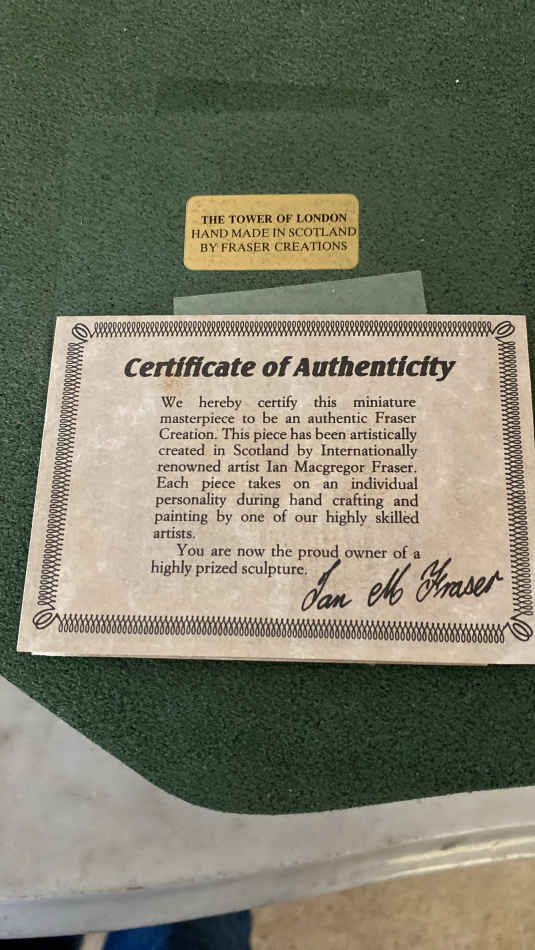 THE TOWER OF LONDON
HAND MADE IN SCOTLAND
BY FRASER CREATIONS
Certificate of Authenticity
We hereby certify this miniature
masterpiece to be an authentic Fraser
Creation. This piece has been artistically
created in Scotland by Internationally
renowned artist Ian Macgregor Fraser.
Each piece takes on an individual
personality during hand crafting and
painting by one of our highly skilled
artists.
You are now the proud owner of a
highly prized sculpture.
Ian M Fraser